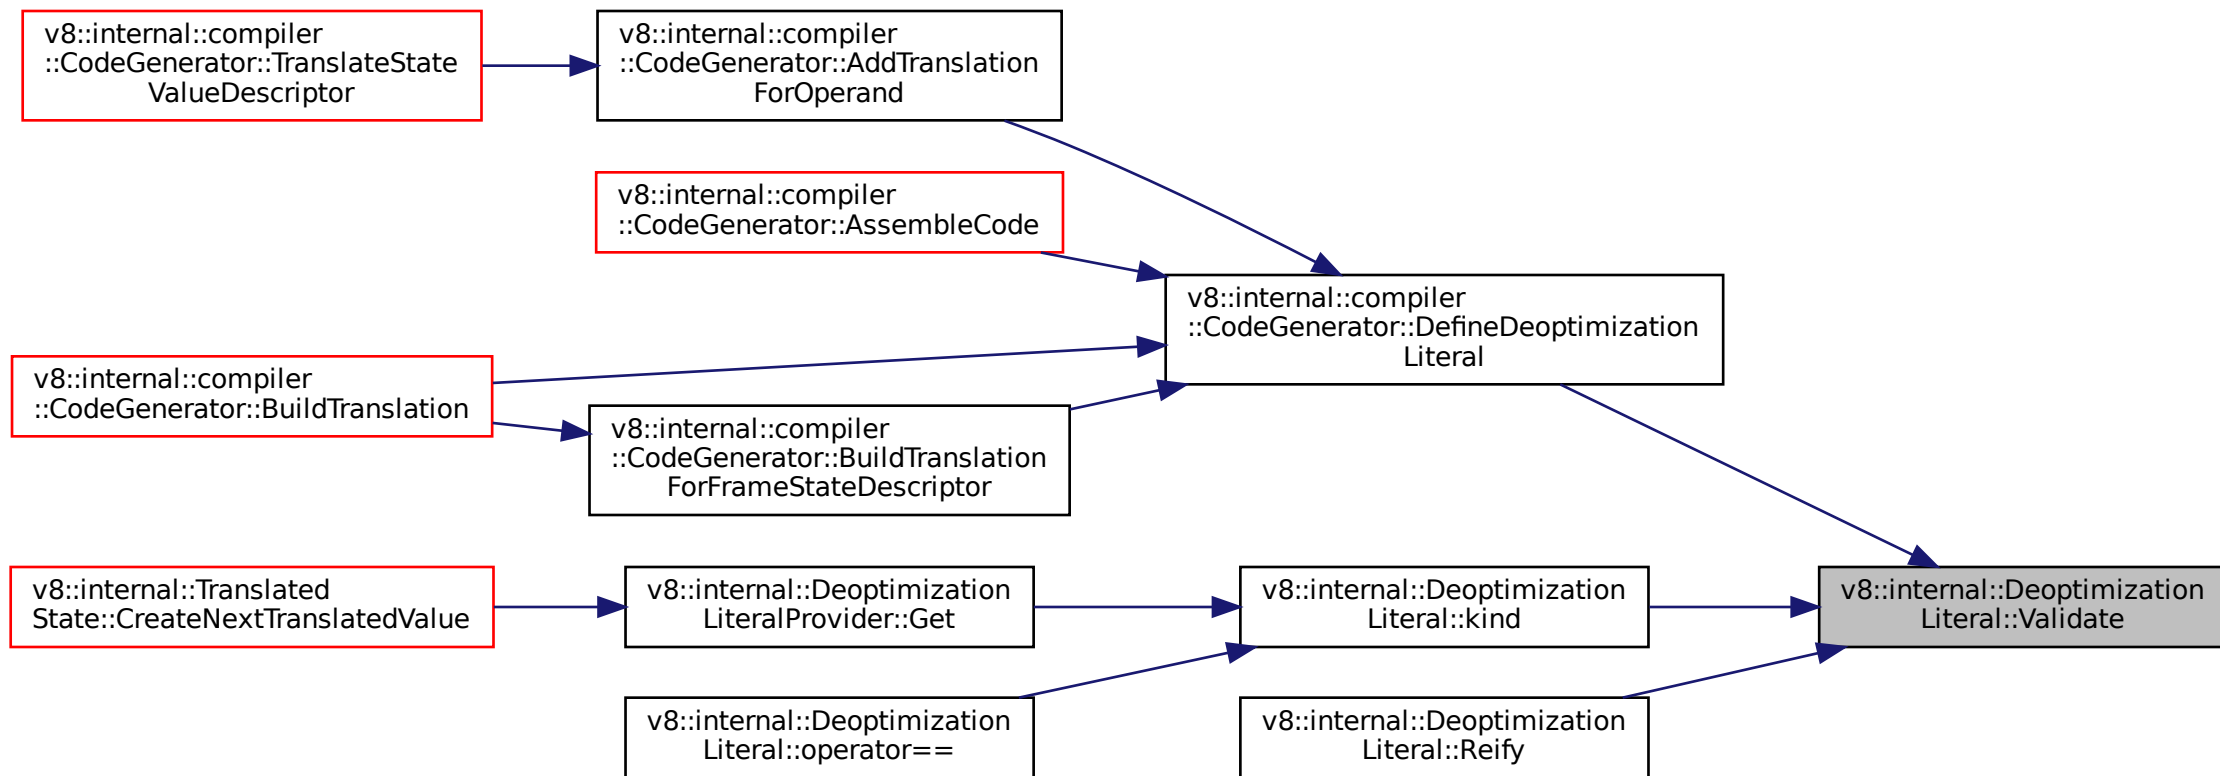 v8::internal::compiler
::CodeGenerator::TranslateState
ValueDescriptor
v8::internal::compiler
::CodeGenerator::AddTranslation
ForOperand
v8::internal::compiler
::CodeGenerator::AssembleCode
v8::internal::compiler
::CodeGenerator::DefineDeoptimization
Literal
v8::internal::compiler
::CodeGenerator::BuildTranslation
v8::internal::compiler
::CodeGenerator::BuildTranslation
ForFrameStateDescriptor
v8::internal::Translated
State::CreateNextTranslatedValue
v8::internal::Deoptimization
LiteralProvider::Get
v8::internal::Deoptimization
Literal::kind
v8::internal::Deoptimization
Literal::Validate
v8::internal::Deoptimization
Literal::operator==
v8::internal::Deoptimization
Literal::Reify